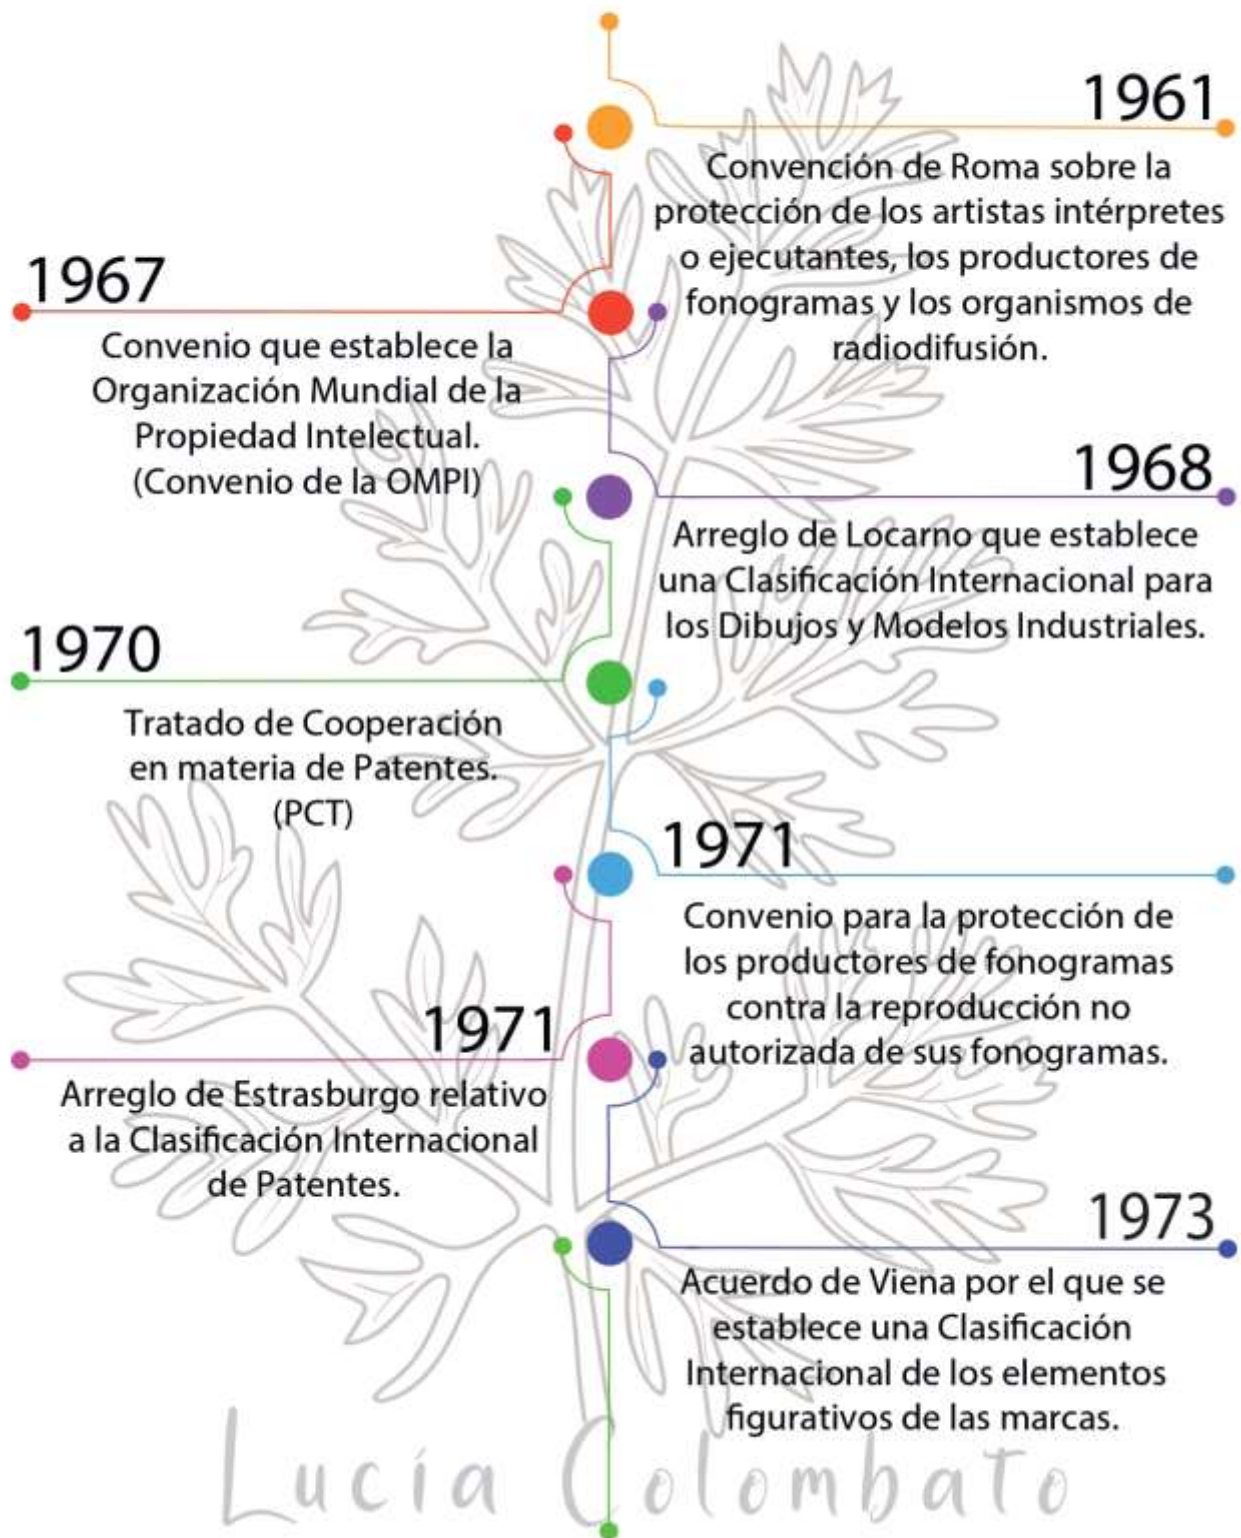 1961
Convención de Roma sobre la
protección de los artistas intérpretes
o ejecutantes, los productores de
fonogramas y los organismos de
radiodifusión.
1967
Convenio que establece la
Organización Mundial de la
Propiedad Intelectual.
(Convenio de la OMPI)
1968
Arreglo de Locarno que establece
una Clasificación Internacional para
los Dibujos y Modelos Industriales.
1970
Tratado de Cooperación
en materia de Patentes.
(PCT)
1971
Convenio para la protección de
los productores de fonogramas
contra la reproducción no
autorizada de sus fonogramas.
1971
Arreglo de Estrasburgo relativo
a la Clasificación Internacional
de Patentes.
1973
Acuerdo de Viena por el que se
establece una Clasificación
Internacional de los elementos
figurativos de las marcas.
Lucía Colombato